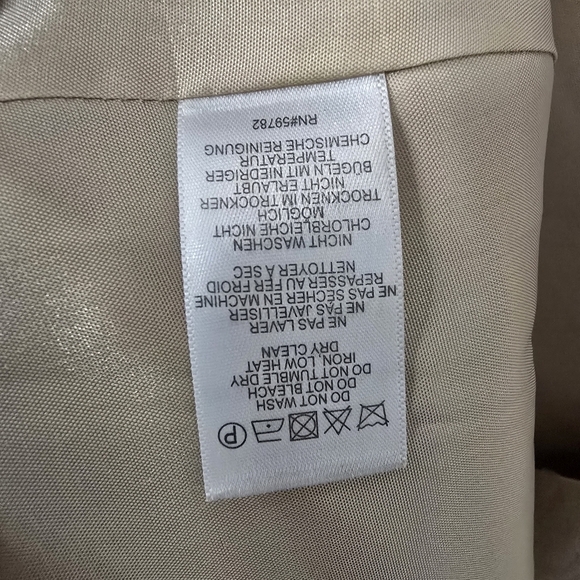 P
DO NOT WASH
DO NOT BLEACH
DO NOT TUMBLE DRY
IRON, LOW HEAT
DRY CLEAN
NE PAS LAVER
NE PAS JAVELLISER
NE PAS SÉCHER EN MACHINE
REPASSER AU FER FROID
NETTOYER À SEC
NICHT WASCHEN
CHLORBLEICHE NICHT
MÖGLICH
TROCKNEN IM TROCKNER
NICHT ERLAUBT
BÜGELN MIT NIEDRIGER
TEMPERATUR
CHEMISCHE REINIGUNG
RN#59782